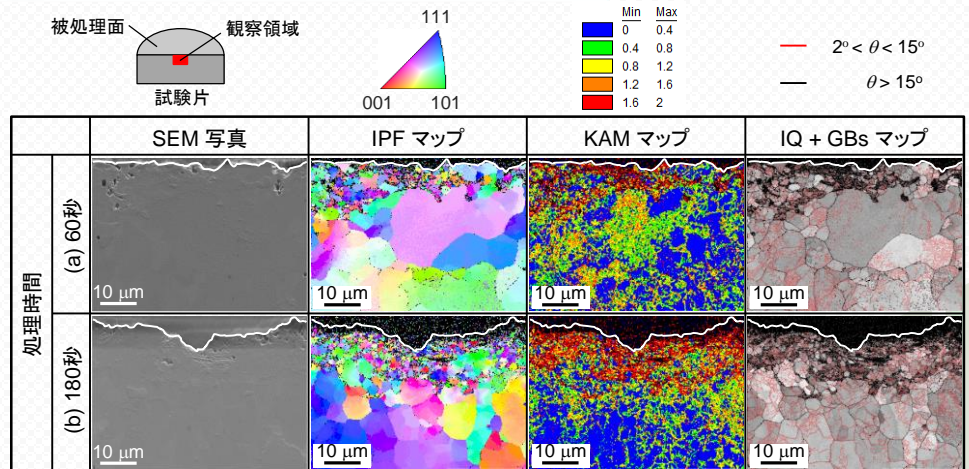 被処理面
観察領域
試験片
111
001
101
Min Max
0 0.4
0.4 0.8
0.8 1.2
1.2 1.6
1.6 2
2° < θ < 15°
θ > 15°
SEM 写真
IPF マップ
KAM マップ
IQ + GBs マップ
処理時間
(a) 60秒
10 μm
10 μm
10 μm
10 μm
(b) 180秒
10 μm
10 μm
10 μm
10 μm